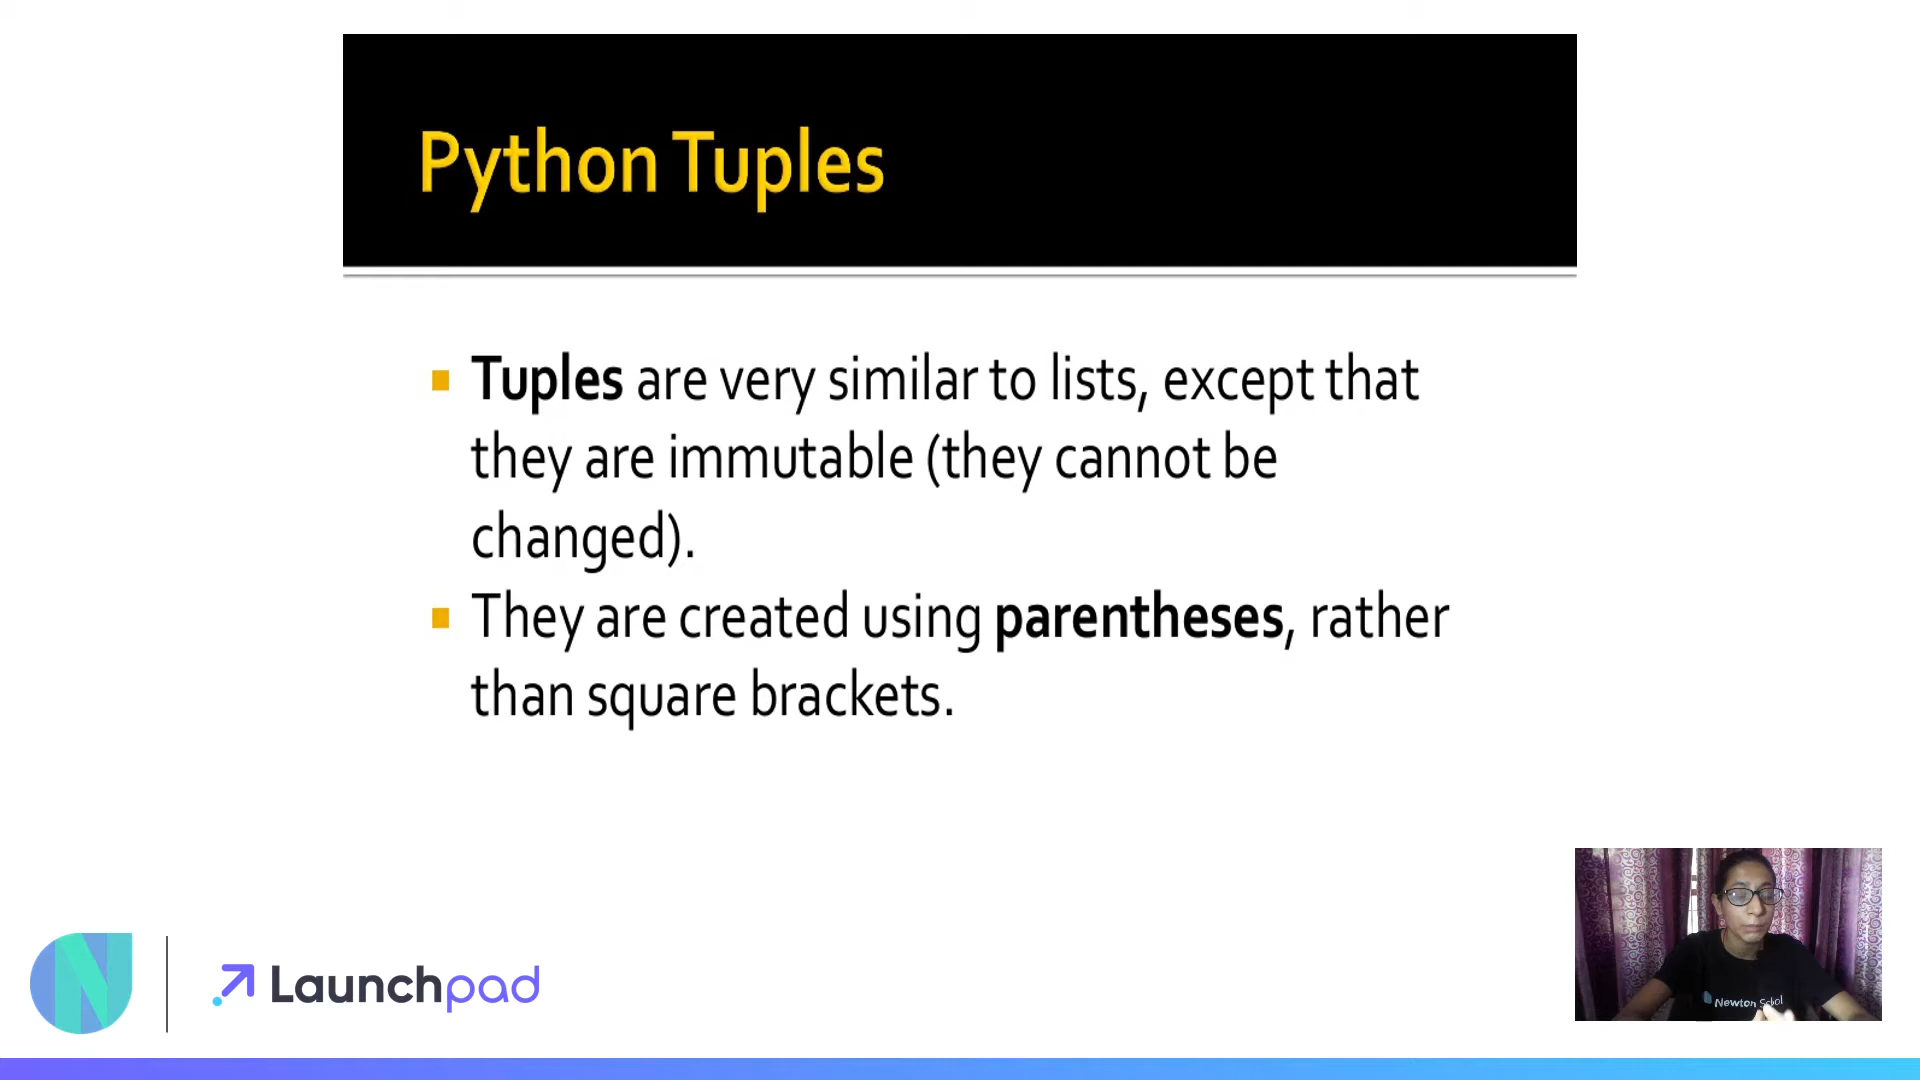 Python Tuples
Tuples are very similar to lists, except that
they are immutable (they cannot be
changed).
They are created using parentheses, rather
than square brackets.
N
Launchpad
Newton